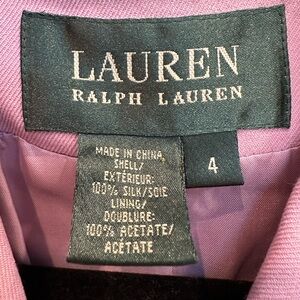 LAUREN
RALPH LAUREN
MADE IN CHINA
SHELL/
EXTÉRIEUR:
100% SILK/SOIE
LINING/
DOUBLURE:
100% ACETATE/
ACÉTATE
4